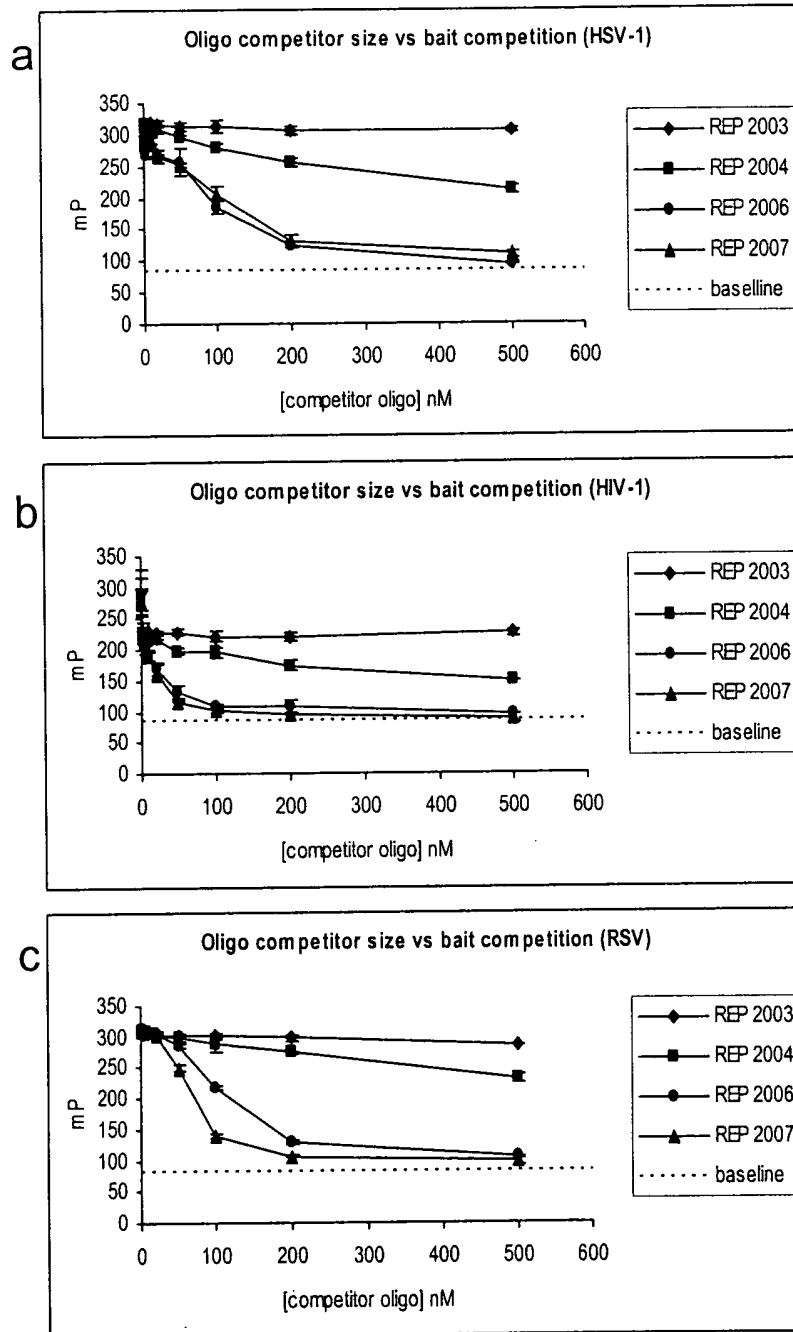 a
Oligo competitor size vs bait competition (HSV-1)
350
300
250
200
150
100
50
0
mP
0 100 200 300 400 500 600
[competitor oligo] nM
REP 2003
REP 2004
REP 2006
REP 2007
baselline
b
Oligo competitor size vs bait competition (HIV-1)
350
300
250
200
150
100
50
0
mP
0 100 200 300 400 500 600
[competitor oligo] nM
REP 2003
REP 2004
REP 2006
REP 2007
baseline
c
Oligo competitor size vs bait competition (RSV)
350
300
250
200
150
100
50
0
mP
0 100 200 300 400 500 600
[competitor oligo] nM
REP 2003
REP 2004
REP 2006
REP 2007
baseline